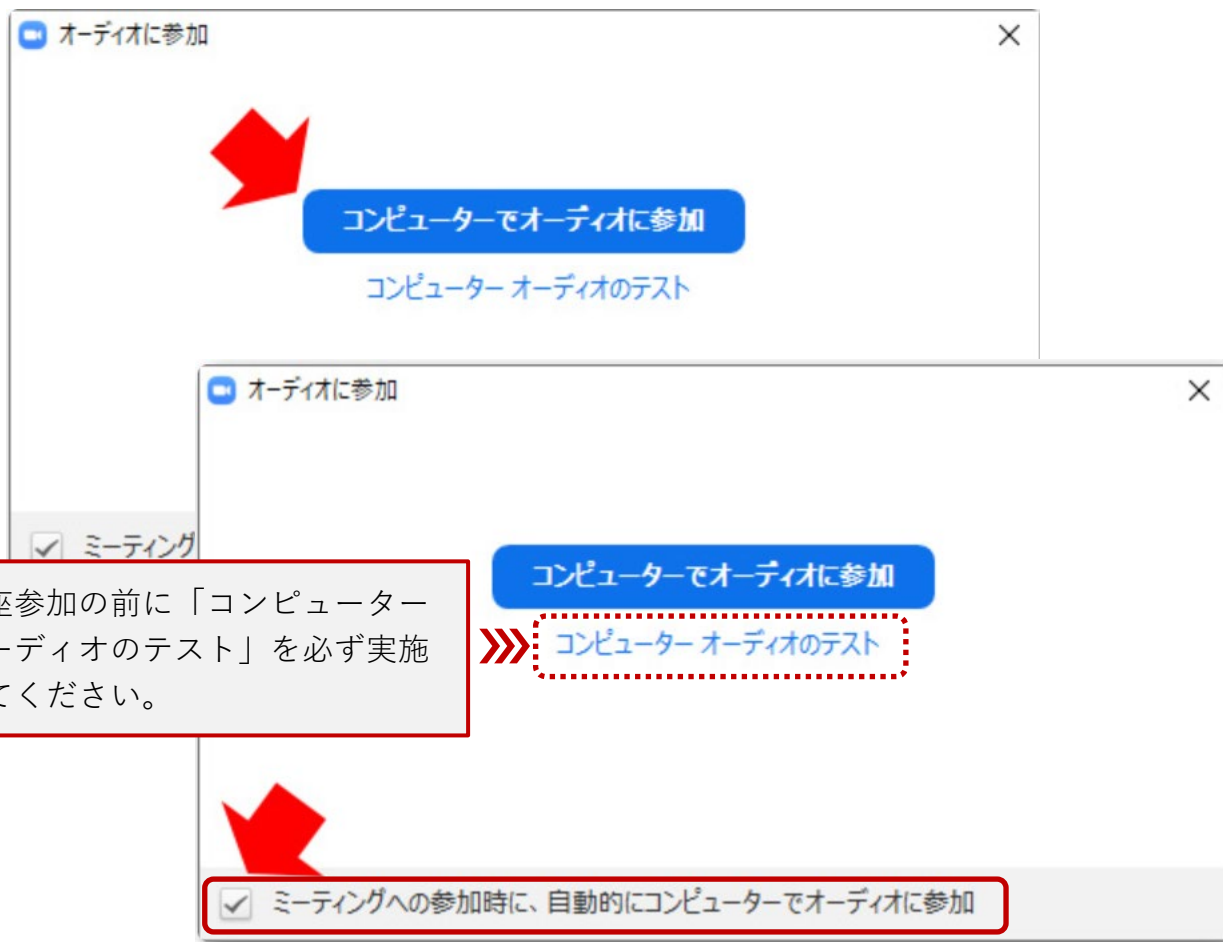 オーディオに参加
コンピューターでオーディオに参加
コンピューター オーディオのテスト
ミーティング
オーディオに参加
コンピューターでオーディオに参加
コンピューター オーディオのテスト
座参加の前に「コンピューター
ーディオのテスト」を必ず実施
てください。
ミーティングへの参加時に、自動的にコンピューターでオーディオに参加